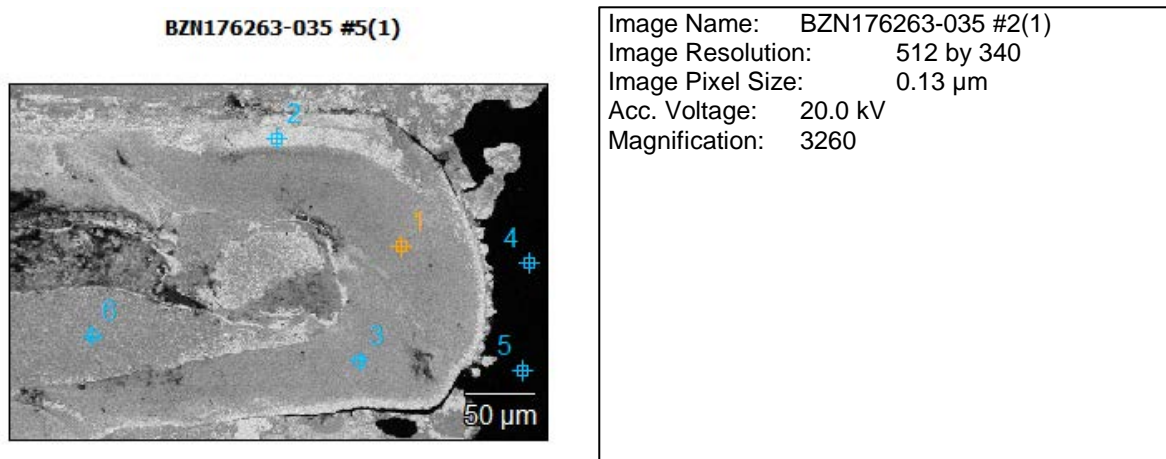 BZN176263-035 #5(1)
2
1
4
6
3
5
50 µm
Image Name: BZN176263-035 #2(1)
Image Resolution: 512 by 340
Image Pixel Size: 0.13 µm
Acc. Voltage: 20.0 kV
Magnification: 3260